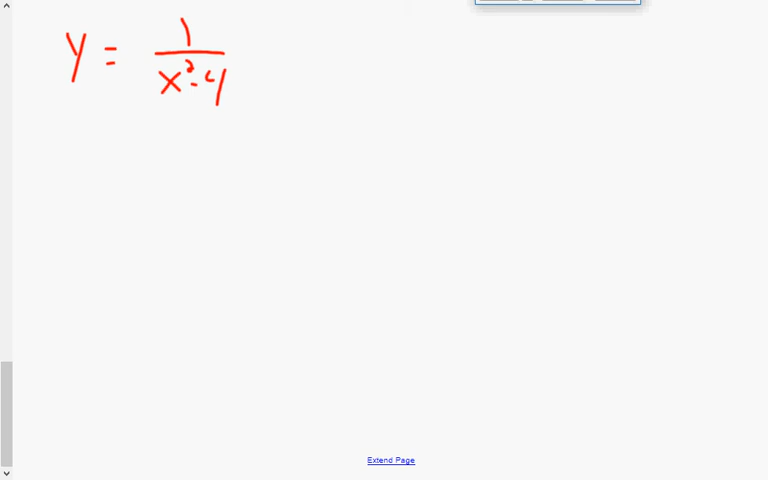 y = 1/(x²-4)
Extend Page